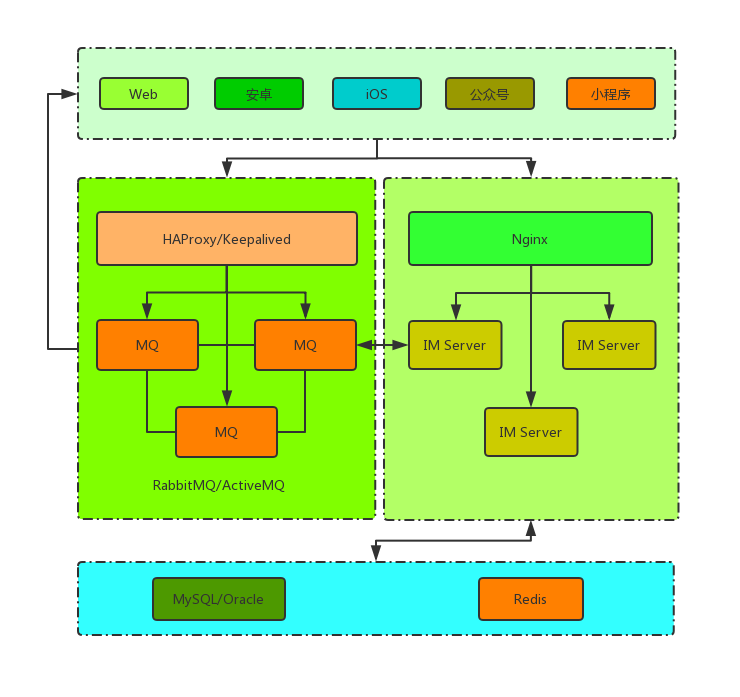 Web
安卓
iOS
公众号
小程序
HAProxy/Keepalived
Nginx
MQ
MQ
IM Server
IM Server
MQ
IM Server
RabbitMQ/ActiveMQ
MySQL/Oracle
Redis